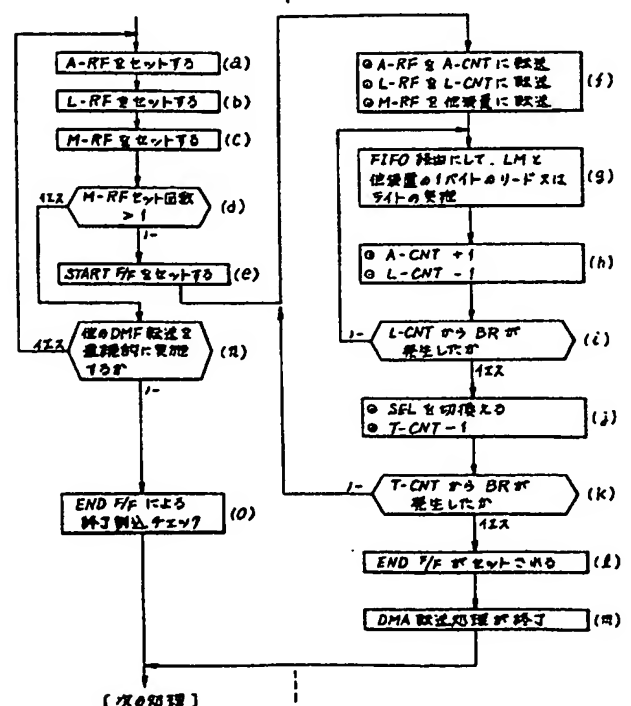 A-RFをセットする (a)
L-RFをセットする (b)
M-RFをセットする (c)
M-RFセット回数
> 1 (d)
イエス
ノー
START F/Fをセットする (e)
他のDMF転送を
連続的に実施
するか (n)
イエス
ノー
END F/Fによる
終了割込チェック (o)
[次の処理]
⊙ A-RFをA-CNTに転送
⊙ L-RFをL-CNTに転送
⊙ M-RFを他装置に転送 (f)
FIFO経由にして、LMと
他装置の1バイトのリード又は
ライトの実施 (g)
⊙ A-CNT +1
⊙ L-CNT -1 (h)
L-CNTからBRが
発生したか (i)
ノー
イエス
⊙ SELを切換える
⊙ T-CNT-1 (j)
T-CNTからBRが
発生したか (k)
ノー
イエス
END F/Fがセットされる (l)
DMA転送処理が終了 (m)